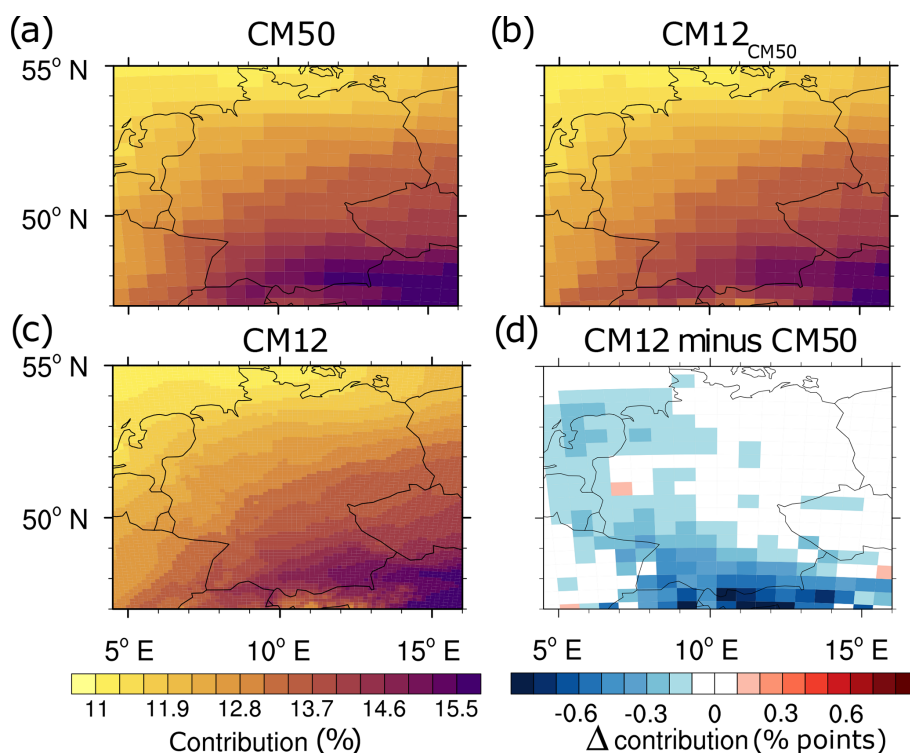 (a) CM50
(b) CM12CM50
55° N
50° N
(c) CM12
(d) CM12 minus CM50
55° N
50° N
5° E 10° E 15° E
5° E 10° E 15° E
11 11.9 12.8 13.7 14.6 15.5
Contribution (%)
-0.6 -0.3 0 0.3 0.6
Δ contribution (% points)